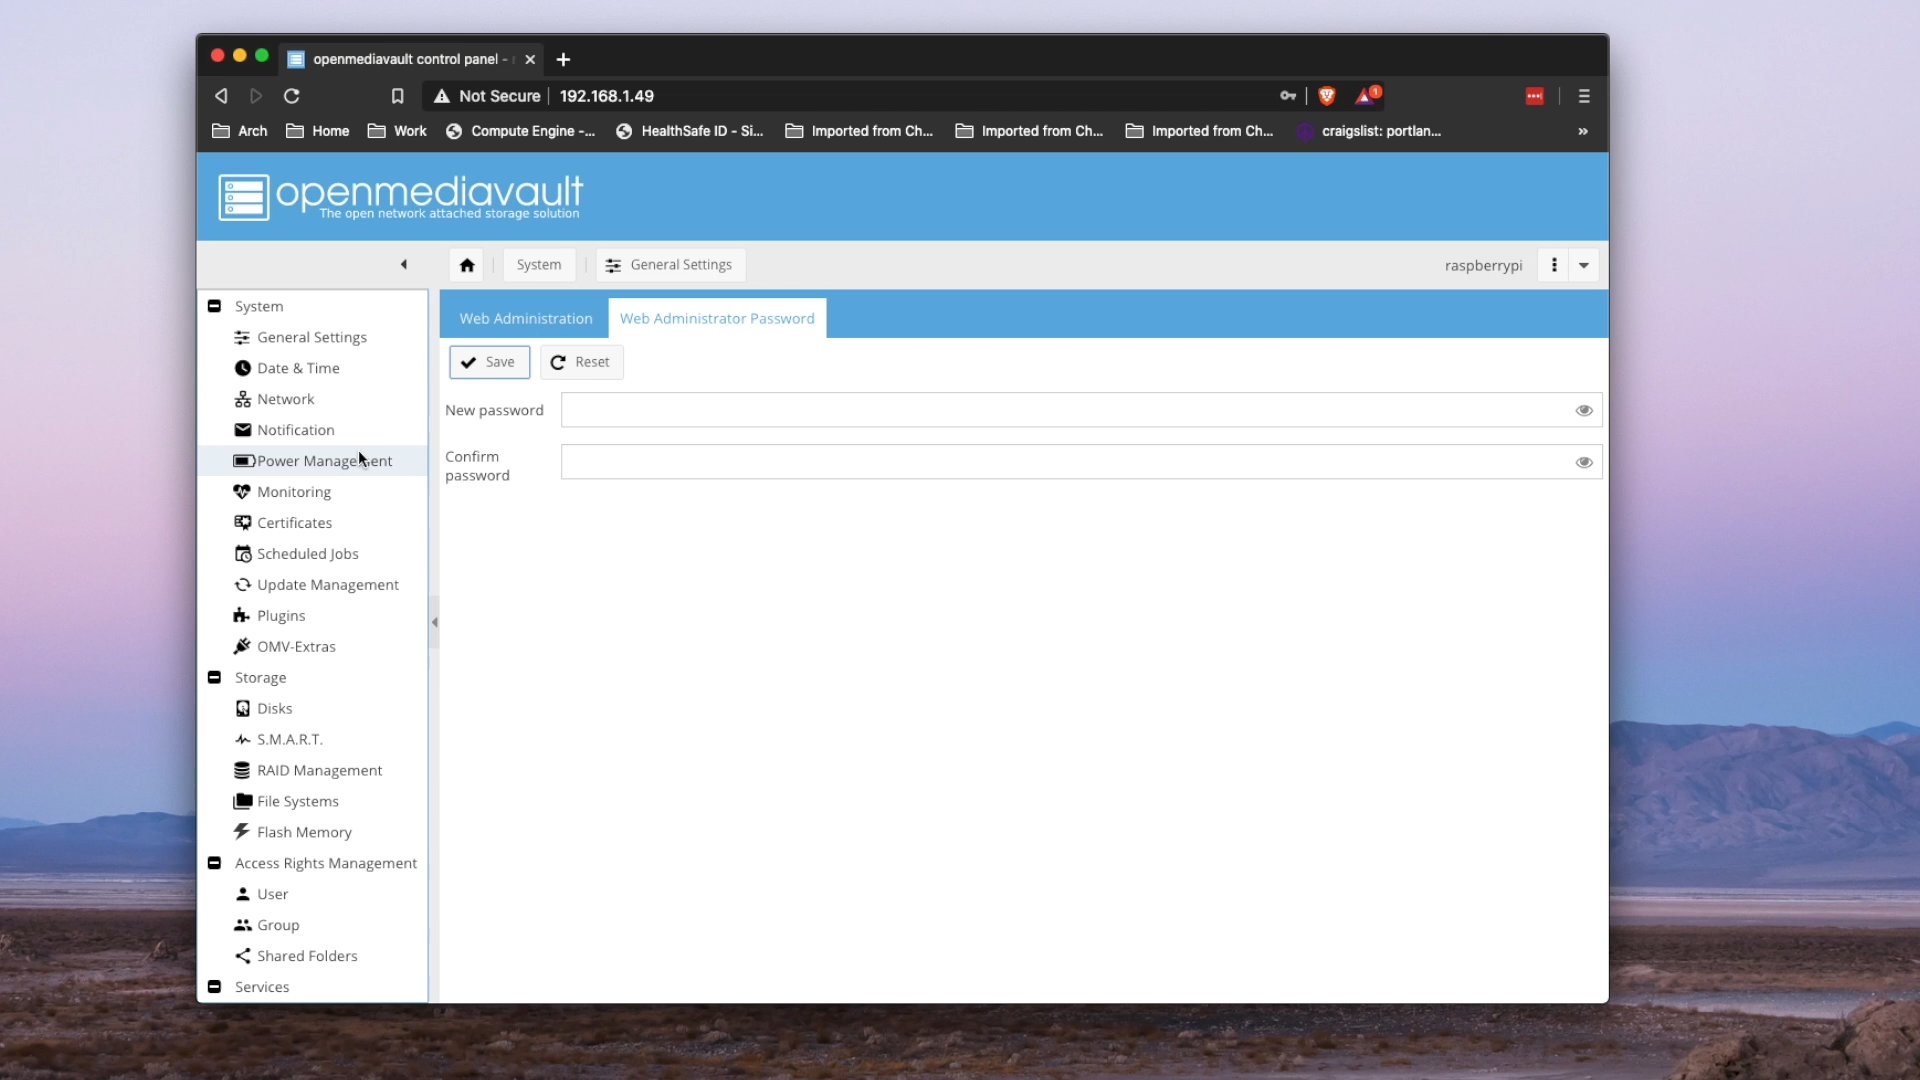 openmediavault control panel -
Not Secure 192.168.1.49
Arch Home Work Compute Engine -... HealthSafe ID - Si... Imported from Ch... Imported from Ch... Imported from Ch... craigslist: portlan... »
openmediavault
The open network attached storage solution
System General Settings raspberrypi
System
General Settings
Date & Time
Network
Notification
Power Management
Monitoring
Certificates
Scheduled Jobs
Update Management
Plugins
OMV-Extras
Storage
Disks
S.M.A.R.T.
RAID Management
File Systems
Flash Memory
Access Rights Management
User
Group
Shared Folders
Services
Web Administration Web Administrator Password
Save Reset
New password
Confirm
password
1